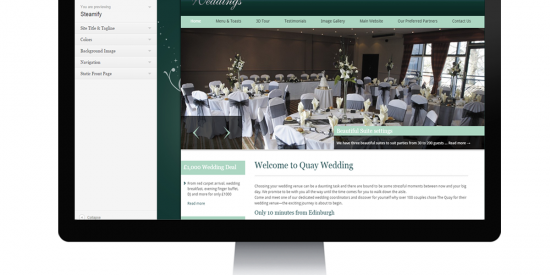 You are previewing
Steamify
Site Title & Tagline
Colors
Background Image
Navigation
Static Front Page
Collapse
Weddings
Home
Menu & Toasts
3D Tour
Testimonials
Image Gallery
Main Website
Our Preferred Partners
Contact Us
Beautiful Suite settings
We have three beautiful suites to suit parties from 30 to 200 guests ... Read more →
£1,000 Wedding Deal
From red carpet arrival, wedding
breakfast, evening finger buffet,
DJ and more for only £1000
Read more
Welcome to Quay Wedding
Choosing your wedding venue can be a daunting task and there are bound to be some stressful moments between now and your big
day. We promise to be with you all the way until the time comes for you to walk down the aisle.
Come and meet one of our dedicated wedding coordinators and discover for yourself why over 100 couples chose The Quay for their
wedding venue—the exciting journey is about to begin.
Only 10 minutes from Edinburgh